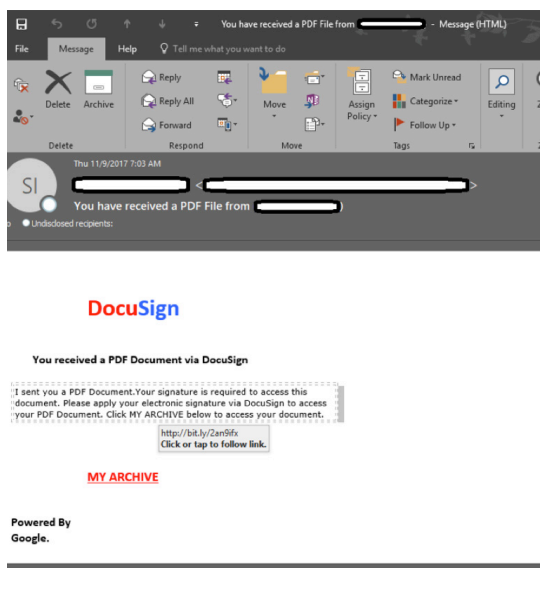 You have received a PDF File from - Message (HTML)
File Message Help Tell me what you want to do
Delete Archive
Reply
Reply All
Forward
Move
Assign Policy
Mark Unread
Categorize
Follow Up
Editing
Delete Respond Move Tags
Thu 11/9/2017 7:03 AM
SI
< >
You have received a PDF File from )
Undisclosed recipients:
DocuSign
You received a PDF Document via DocuSign
I sent you a PDF Document.Your signature is required to access this
document. Please apply your electronic signature via DocuSign to access
your PDF Document. Click MY ARCHIVE below to access your document.
http://bit.ly/2an9ifx
Click or tap to follow link.
MY ARCHIVE
Powered By
Google.